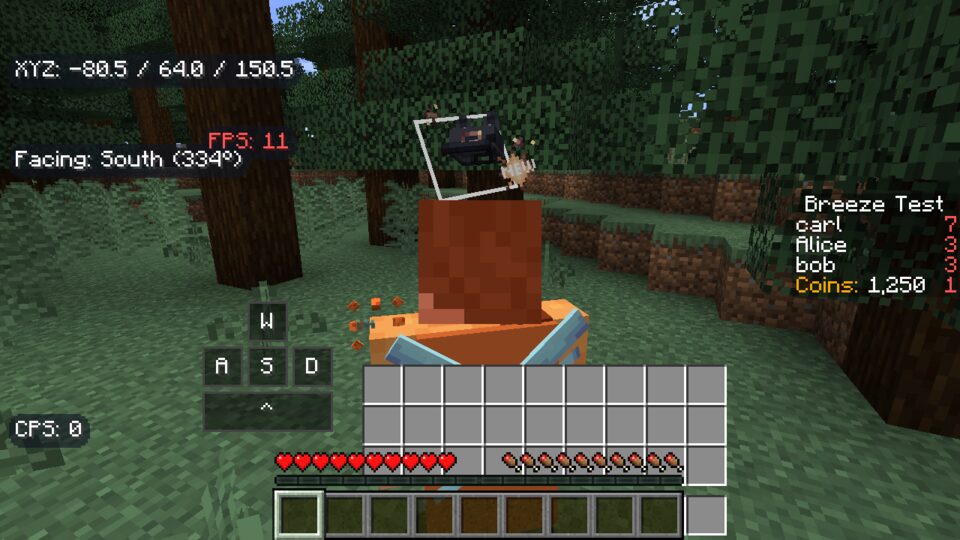 XYZ: -80.5 / 64.0 / 150.5
FPS: 11
Facing: South (334°)
Breeze Test
carl 7
Alice 3
bob 3
Coins: 1,250 1
W
A S D
^
CPS: 0